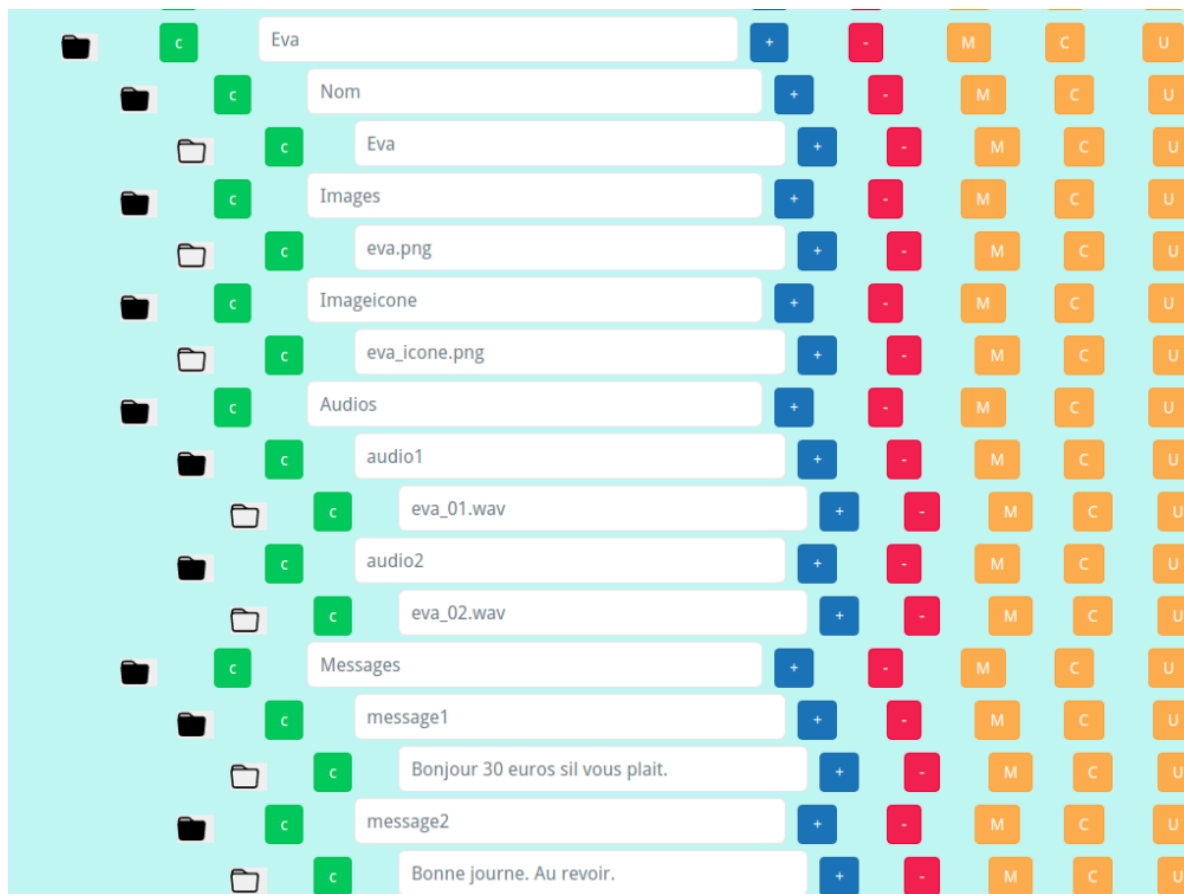 c Eva + - M C U
c Nom + - M C U
c Eva + - M C U
c Images + - M C U
c eva.png + - M C U
c Imageicone + - M C U
c eva_icone.png + - M C U
c Audios + - M C U
c audio1 + - M C U
c eva_01.wav + - M C U
c audio2 + - M C U
c eva_02.wav + - M C U
c Messages + - M C U
c message1 + - M C U
c Bonjour 30 euros sil vous plait. + - M C U
c message2 + - M C U
c Bonne journe. Au revoir. + - M C U